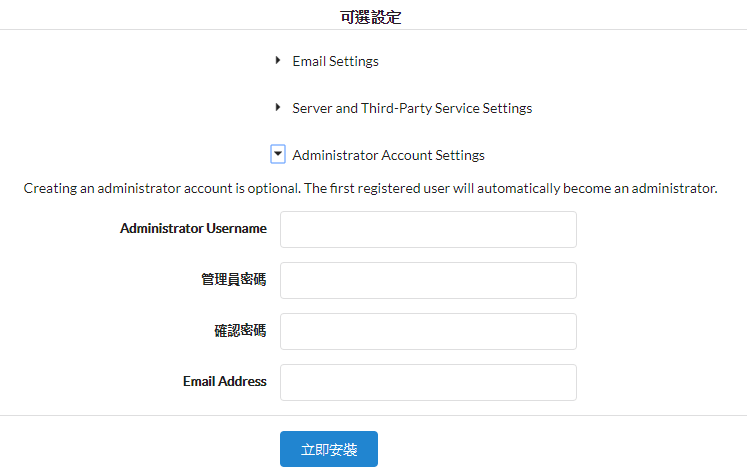 可選設定
Email Settings
Server and Third-Party Service Settings
Administrator Account Settings
Creating an administrator account is optional. The first registered user will automatically become an administrator.
Administrator Username
管理員密碼
確認密碼
Email Address
立即安裝